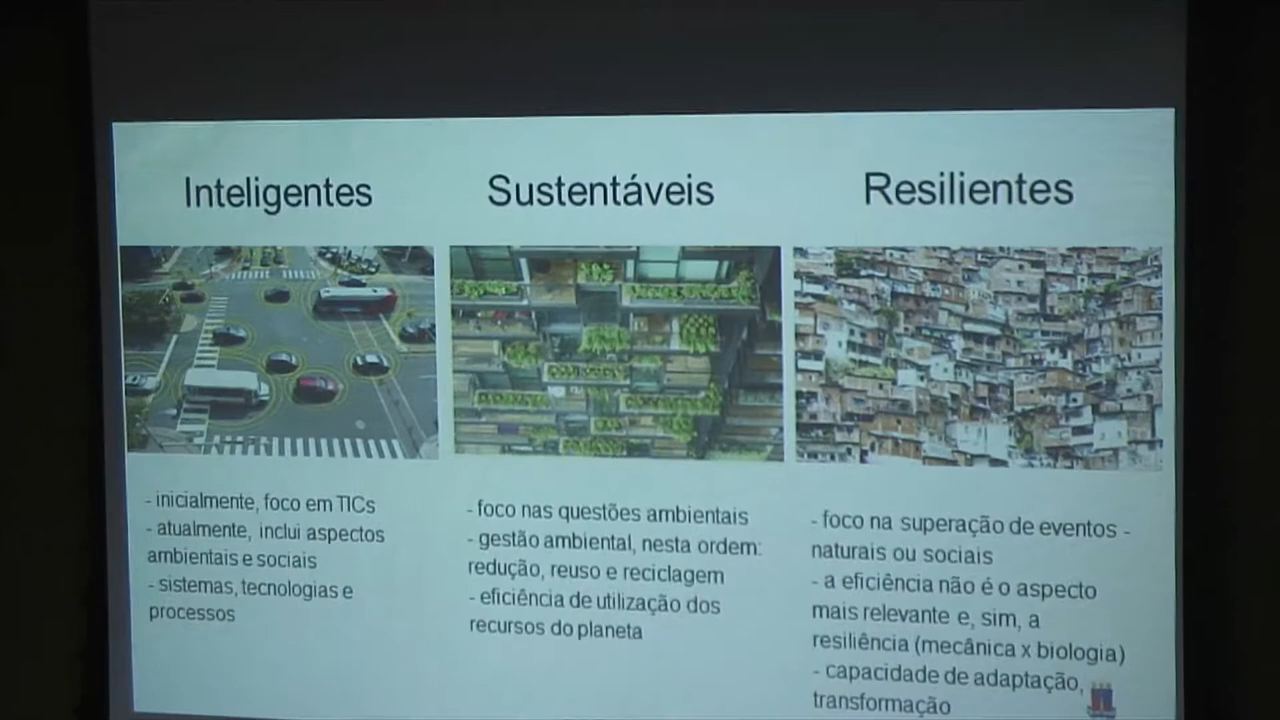 Inteligentes
Sustentáveis
Resilientes
- inicialmente, foco em TICs
- atualmente, inclui aspectos
ambientais e sociais
- sistemas, tecnologias e
processos
- foco nas questões ambientais
- gestão ambiental, nesta ordem:
redução, reuso e reciclagem
- eficiência de utilização dos
recursos do planeta
- foco na superação de eventos -
naturais ou sociais
- a eficiência não é o aspecto
mais relevante e, sim, a
resiliência (mecânica x biologia)
- capacidade de adaptação,
transformação